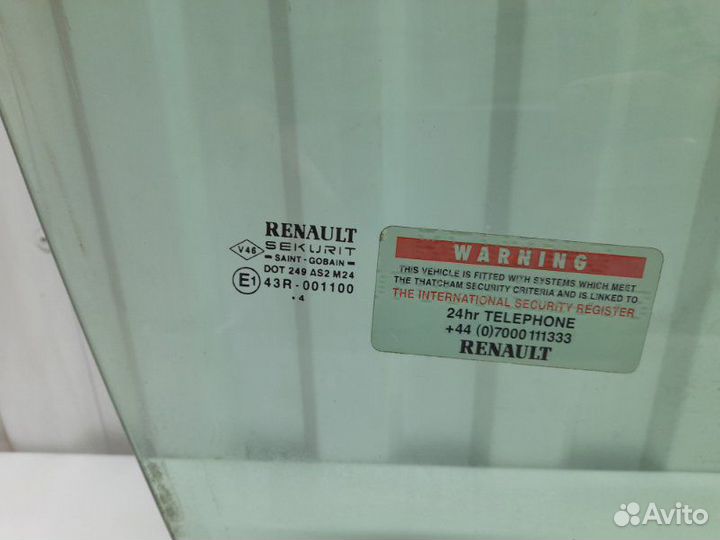 RENAULT
V46
SEKURIT
SAINT-GOBAIN
DOT 249 AS2 M24
E1 43R-001100
. 4
WARNING
THIS VEHICLE IS FITTED WITH SYSTEMS WHICH MEET
THE THATCHAM SECURITY CRITERIA AND IS LINKED TO
THE INTERNATIONAL SECURITY REGISTER
24hr TELEPHONE
+44 (0)7000 111333
RENAULT
Avito